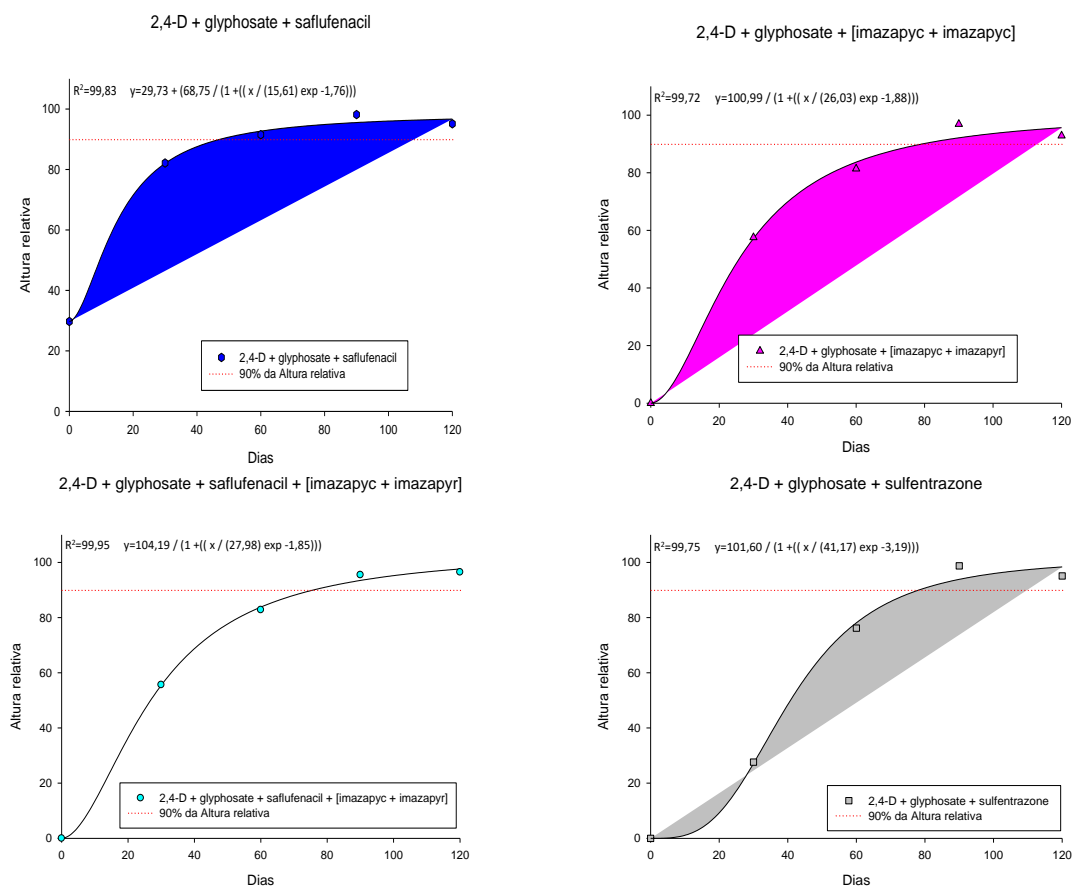 2,4-D + glyphosate + saflufenacil
R²=99,83 y=29,73 + (68,75 / (1 +(( x / (15,61) exp -1,76)))
Altura relativa
100
80
60
40
20
0
2,4-D + glyphosate + saflufenacil
90% da Altura relativa
0 20 40 60 80 100 120
Dias
2,4-D + glyphosate + [imazapyc + imazapyc]
R²=99,72 y=100,99 / (1 +(( x / (26,03) exp -1,88)))
Altura relativa
100
80
60
40
20
0
2,4-D + glyphosate + [imazapyc + imazapyr]
90% da Altura relativa
0 20 40 60 80 100 120
Dias
2,4-D + glyphosate + saflufenacil + [imazapyc + imazapyr]
R²=99,95 y=104,19 / (1 +(( x / (27,98) exp -1,85)))
Altura relativa
100
80
60
40
20
0
2,4-D + glyphosate + saflufenacil + [imazapyc + imazapyr]
90% da Altura relativa
0 20 40 60 80 100 120
Dias
2,4-D + glyphosate + sulfentrazone
R²=99,75 y=101,60 / (1 +(( x / (41,17) exp -3,19)))
Altura relativa
100
80
60
40
20
0
2,4-D + glyphosate + sulfentrazone
90% da Altura relativa
0 20 40 60 80 100 120
Dias